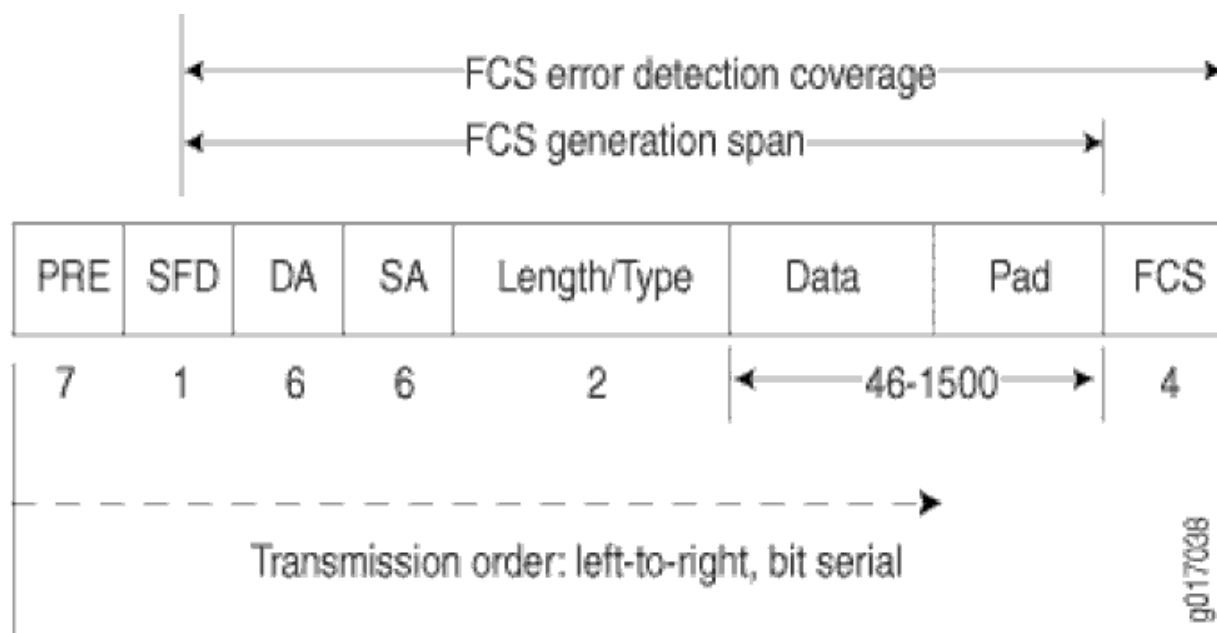 FCS error detection coverage
FCS generation span
PRE SFD DA SA Length/Type Data Pad FCS
7 1 6 6 2 46-1500 4
Transmission order: left-to-right, bit serial
g017038